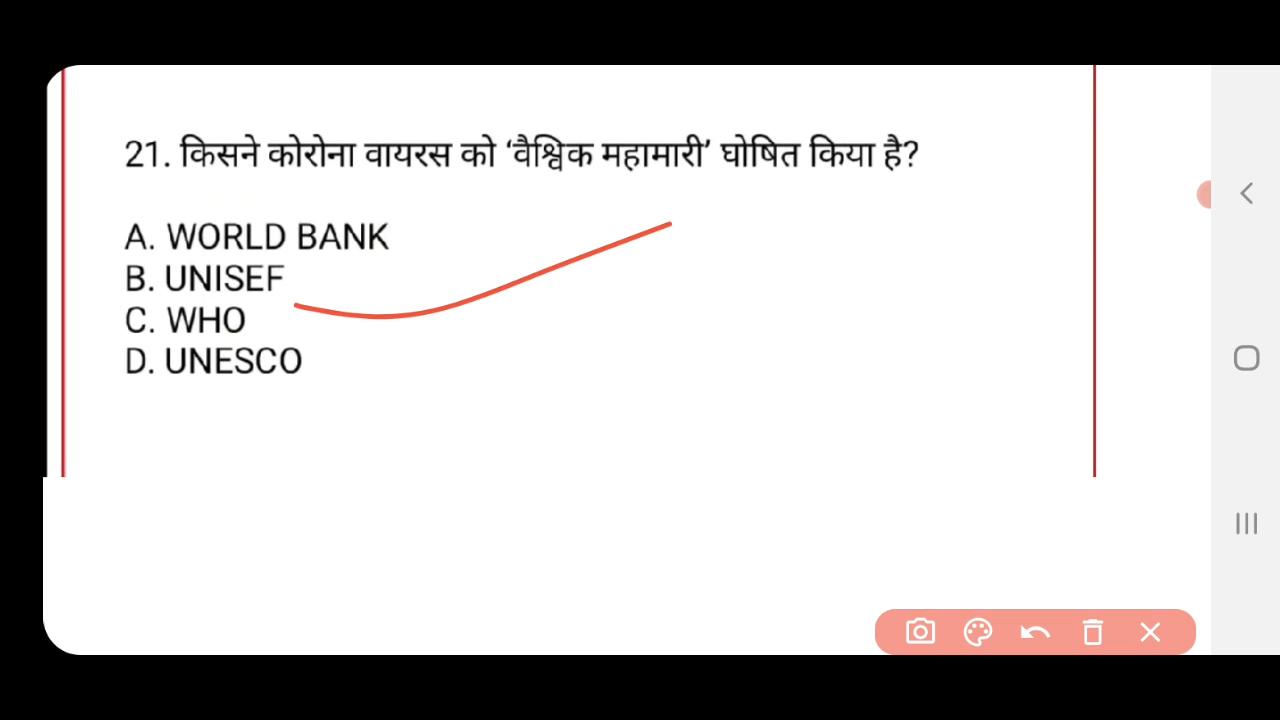 21. किसने कोरोना वायरस को ‘वैश्विक महामारी’ घोषित किया है?
A. WORLD BANK
B. UNISEF
C. WHO
D. UNESCO